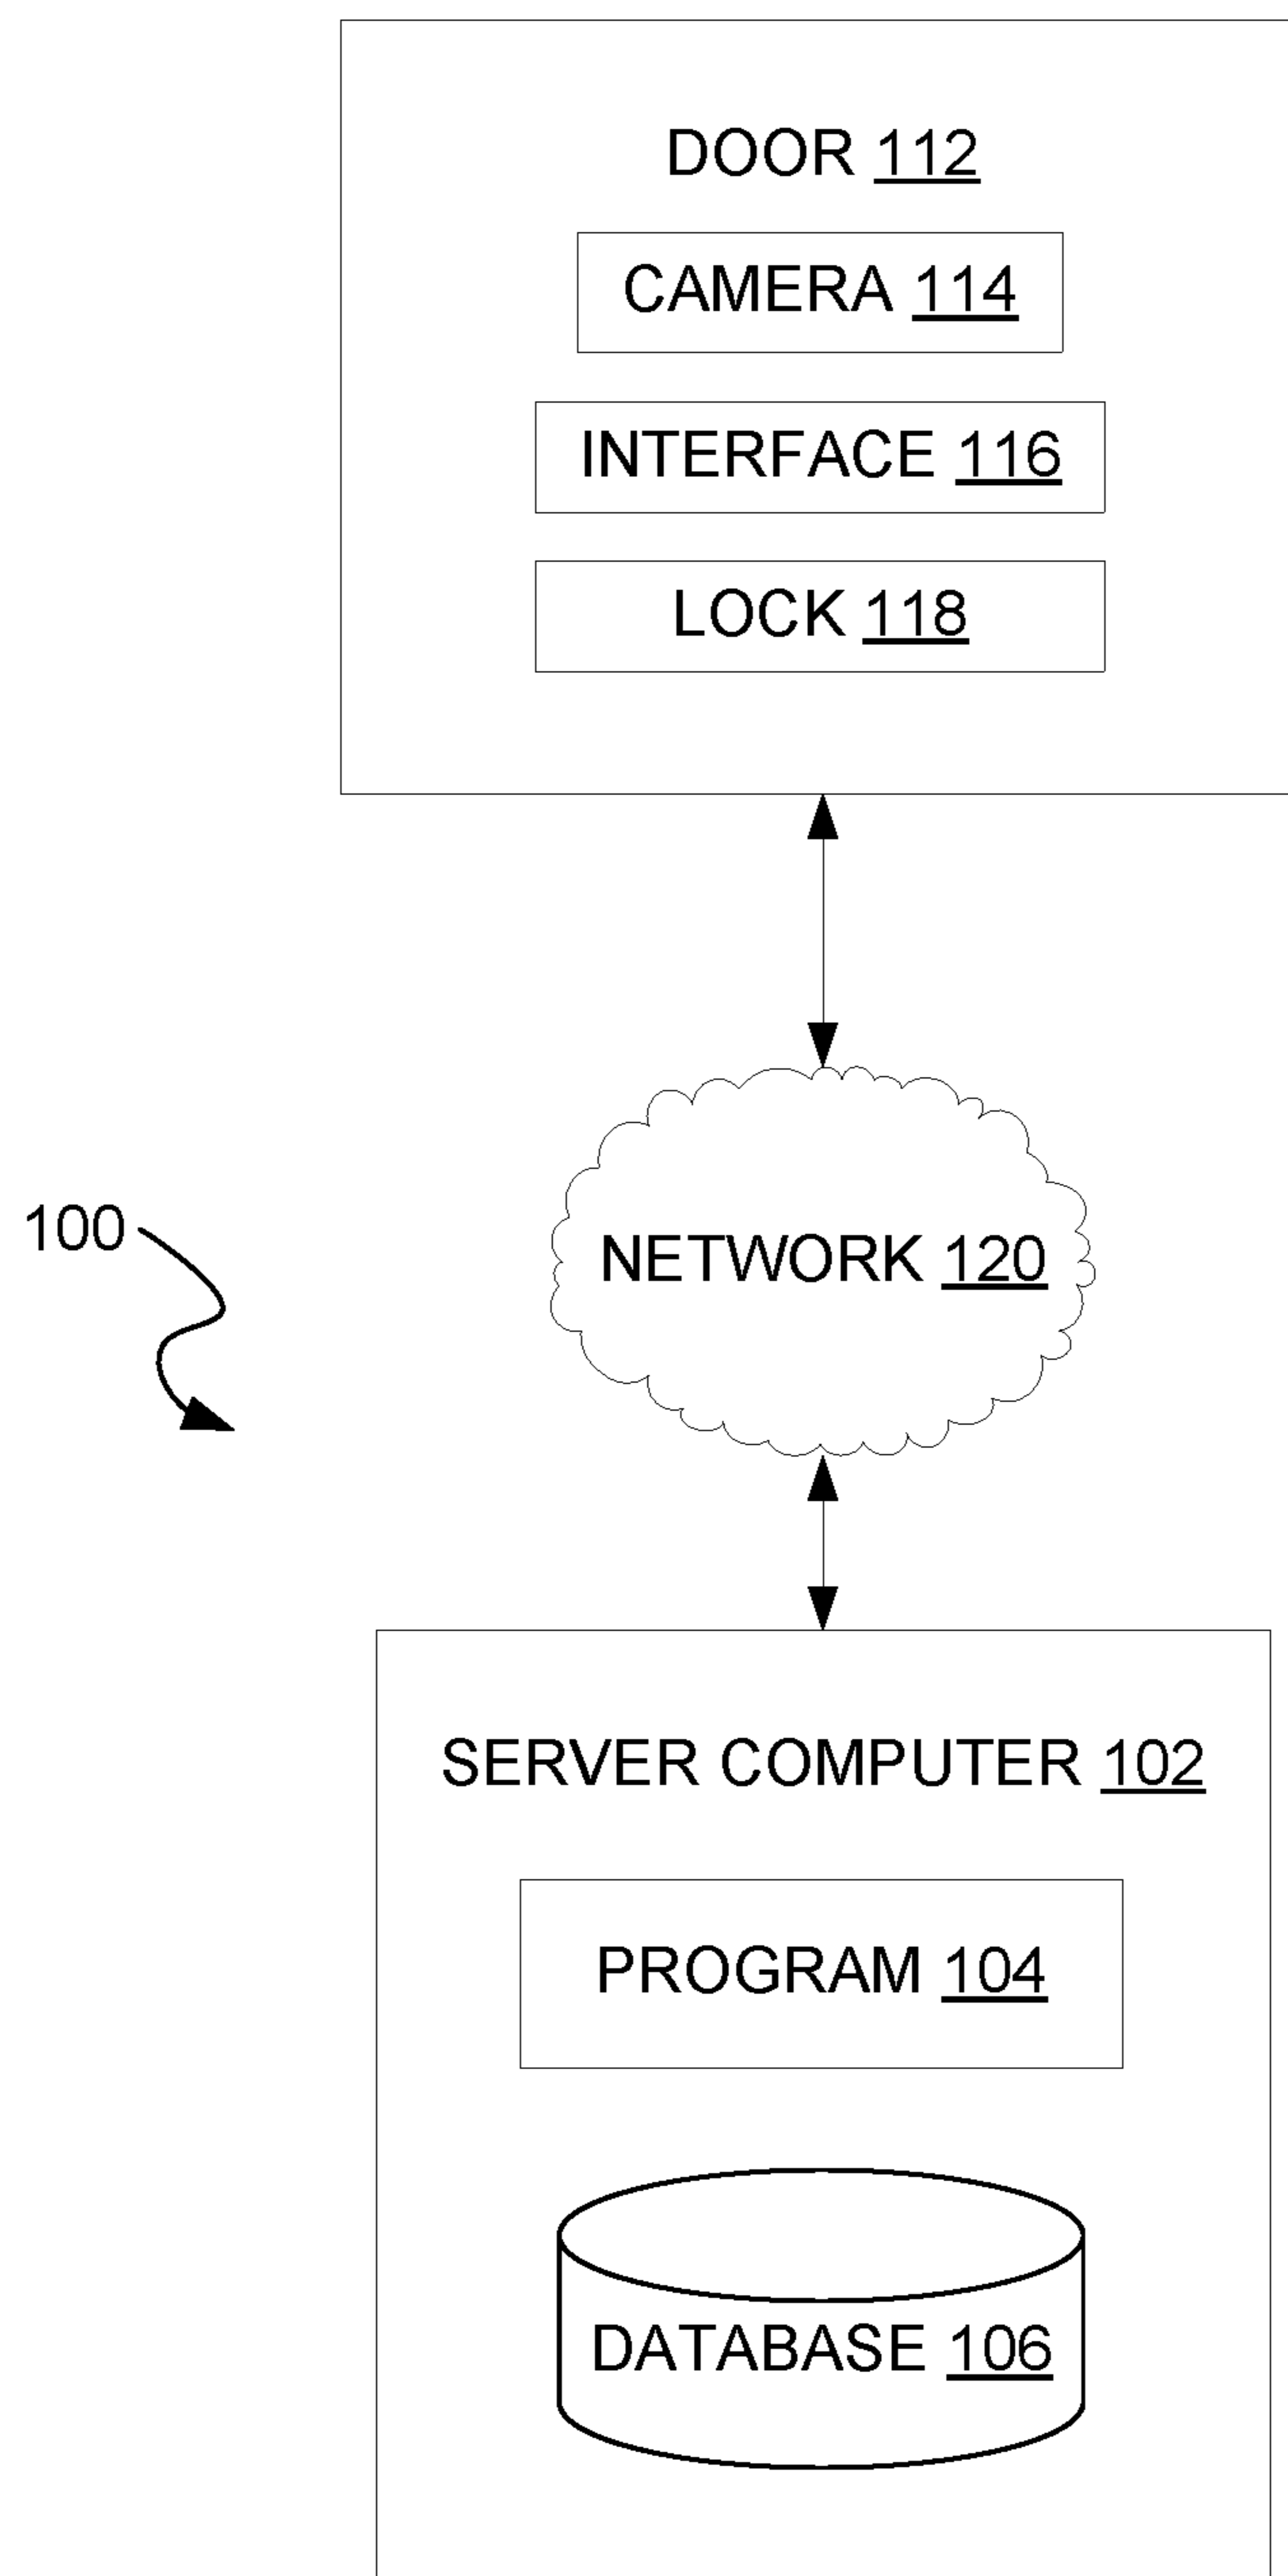 DOOR 112
CAMERA 114
INTERFACE 116
LOCK 118
100
NETWORK 120
SERVER COMPUTER 102
PROGRAM 104
DATABASE 106